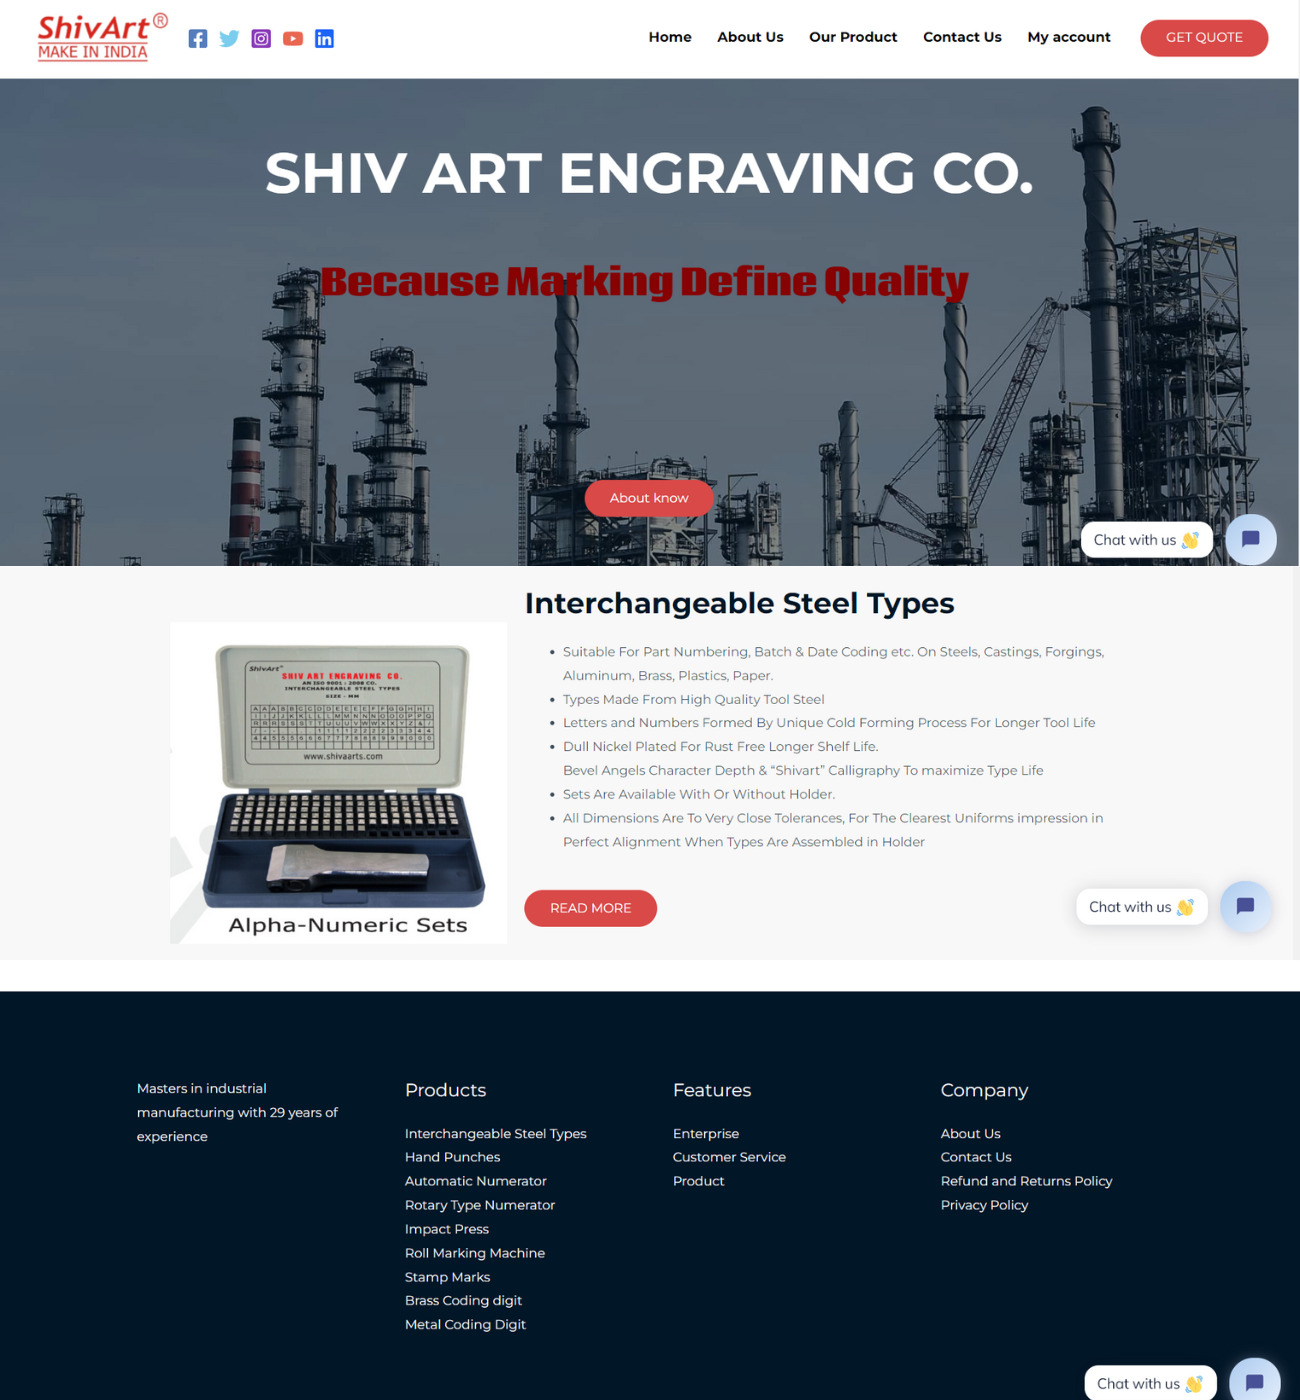 ShivArt®
MAKE IN INDIA
Home About Us Our Product Contact Us My account GET QUOTE
SHIV ART ENGRAVING CO.
Because Marking Define Quality
About know
Chat with us 👋
Interchangeable Steel Types
Suitable For Part Numbering, Batch & Date Coding etc. On Steels, Castings, Forgings,
Aluminum, Brass, Plastics, Paper.
Types Made From High Quality Tool Steel
Letters and Numbers Formed By Unique Cold Forming Process For Longer Tool Life
Dull Nickel Plated For Rust Free Longer Shelf Life.
Bevel Angels Character Depth & “Shivart” Calligraphy To maximize Type Life
Sets Are Available With Or Without Holder.
All Dimensions Are To Very Close Tolerances, For The Clearest Uniforms impression in
Perfect Alignment When Types Are Assembled in Holder
READ MORE
Chat with us 👋
ShivArt
SHIV ART ENGRAVING CO.
AN ISO 9001 : 2008 CO.
INTERCHANGEABLE STEEL TYPES
SIZE - MM
www.shivaarts.com
Alpha-Numeric Sets
Masters in industrial
manufacturing with 29 years of
experience
Products
Interchangeable Steel Types
Hand Punches
Automatic Numerator
Rotary Type Numerator
Impact Press
Roll Marking Machine
Stamp Marks
Brass Coding digit
Metal Coding Digit
Features
Enterprise
Customer Service
Product
Company
About Us
Contact Us
Refund and Returns Policy
Privacy Policy
Chat with us 👋